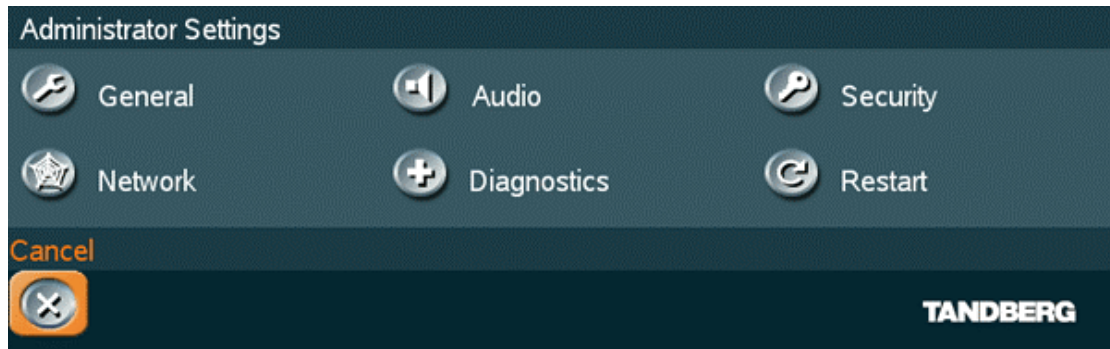 Administrator Settings
General Audio Security
Network Diagnostics Restart
Cancel
TANDBERG